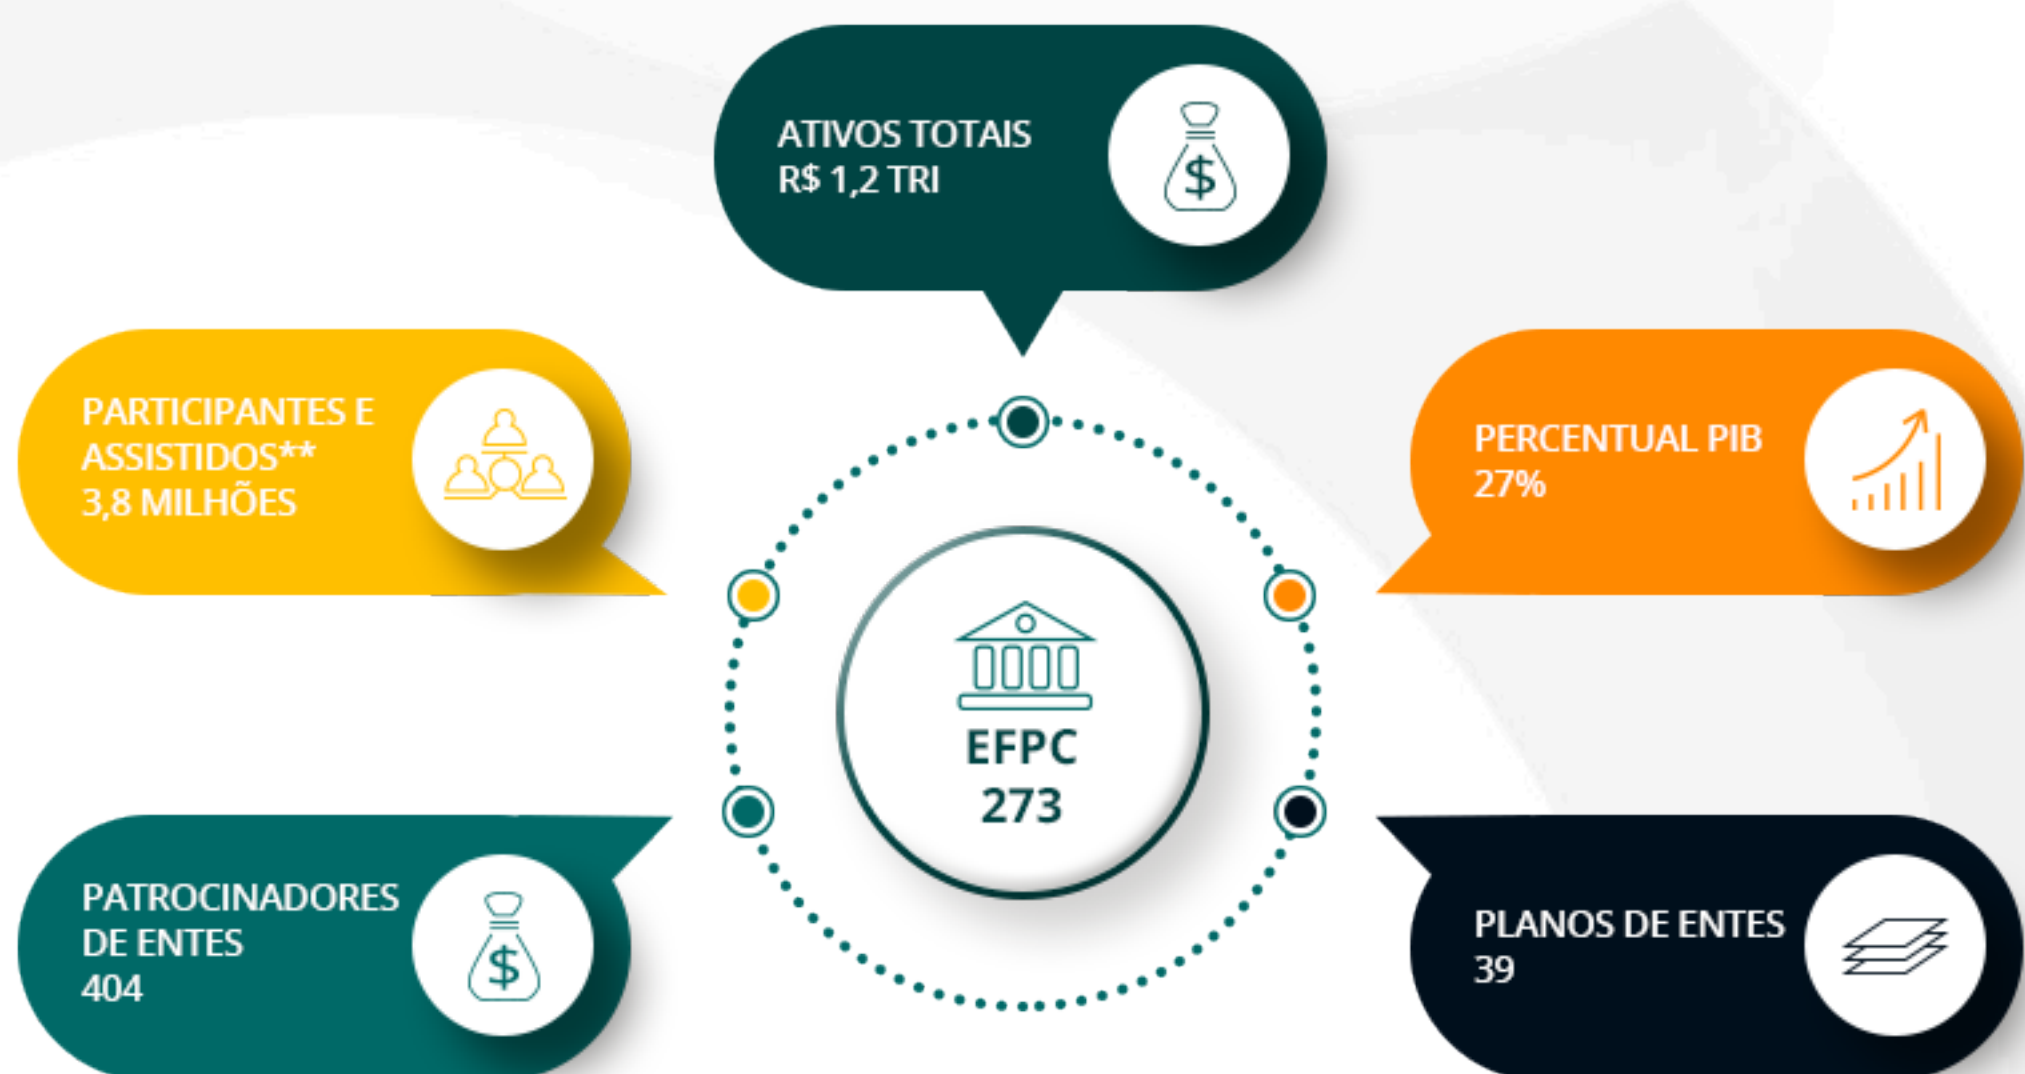 ATIVOS TOTAIS
R$ 1,2 TRI
PARTICIPANTES E
ASSISTIDOS**
3,8 MILHÕES
PERCENTUAL PIB
27%
EFPC
273
PATROCINADORES
DE ENTES
404
PLANOS DE ENTES
39